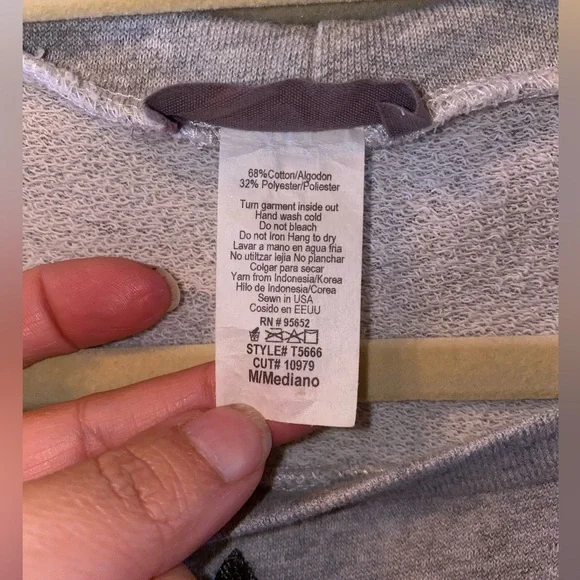 68%Cotton/Algodon
32% Polyester/Poliester
Turn garment inside out
Hand wash cold
Do not bleach
Do not Iron Hang to dry
Lavar a mano en agua fria
No utiltzar lejia No planchar
Colgar para secar
Yarn from Indonesia/Korea
Hilo de Indonesia/Corea
Sewn in USA
Cosido en EEUU
RN # 95652
STYLE# T5666
CUT# 10979
M/Mediano